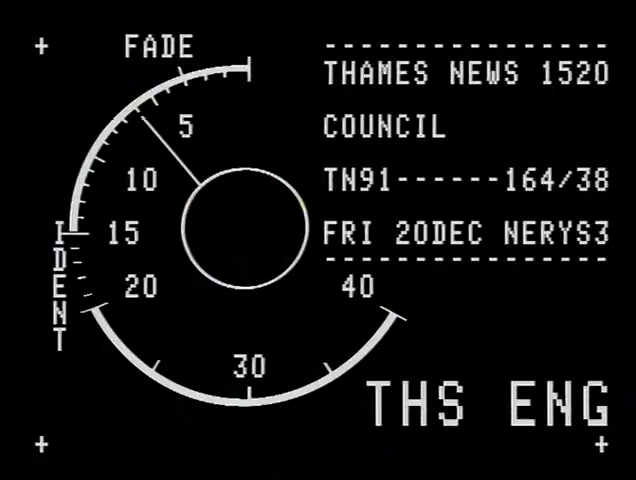 FADE
5
10
15
20
30
40
IDENT
----------------
THAMES NEWS 1520
COUNCIL
TN91------164/38
FRI 20DEC NERYS3
----------------
THS ENG